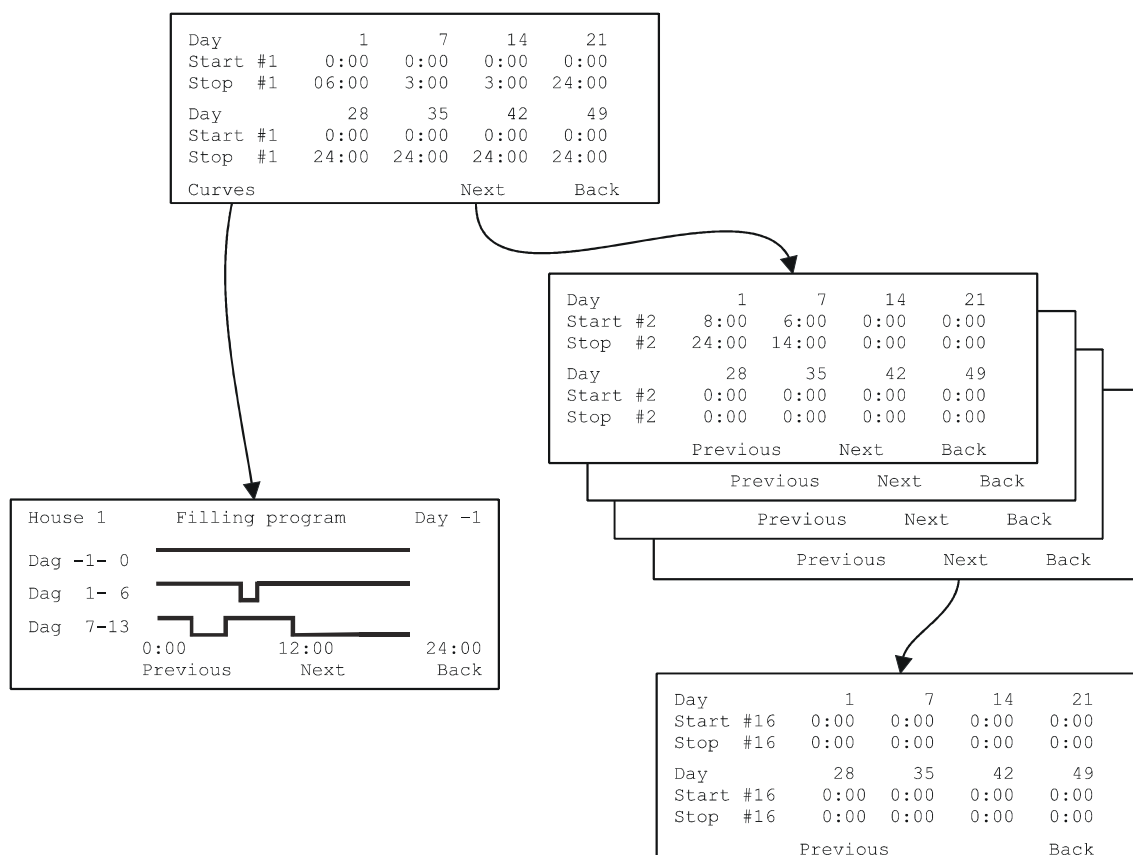 Day 1 7 14 21
Start #1 0:00 0:00 0:00 0:00
Stop #1 06:00 3:00 3:00 24:00
Day 28 35 42 49
Start #1 0:00 0:00 0:00 0:00
Stop #1 24:00 24:00 24:00 24:00
Curves Next Back
Day 1 7 14 21
Start #2 8:00 6:00 0:00 0:00
Stop #2 24:00 14:00 0:00 0:00
Day 28 35 42 49
Start #2 0:00 0:00 0:00 0:00
Stop #2 0:00 0:00 0:00 0:00
Previous Next Back
Previous Next Back
Previous Next Back
Previous Next Back
House 1 Filling program Day -1
Dag -1- 0
Dag 1- 6
Dag 7-13
0:00 12:00 24:00
Previous Next Back
Day 1 7 14 21
Start #16 0:00 0:00 0:00 0:00
Stop #16 0:00 0:00 0:00 0:00
Day 28 35 42 49
Start #16 0:00 0:00 0:00 0:00
Stop #16 0:00 0:00 0:00 0:00
Previous Back